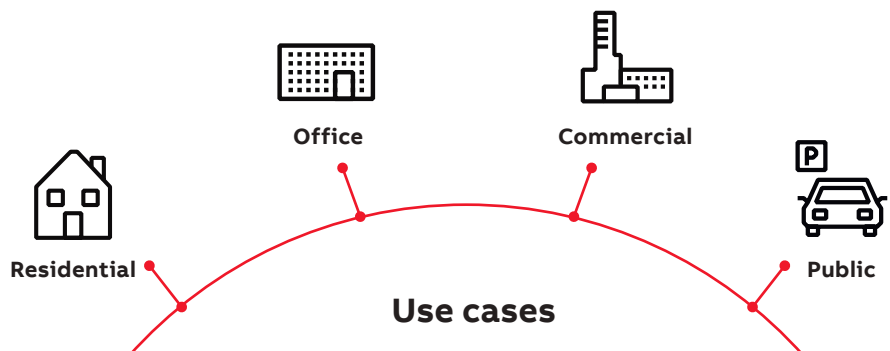 Office
Commercial
P
Residential
Public
Use cases